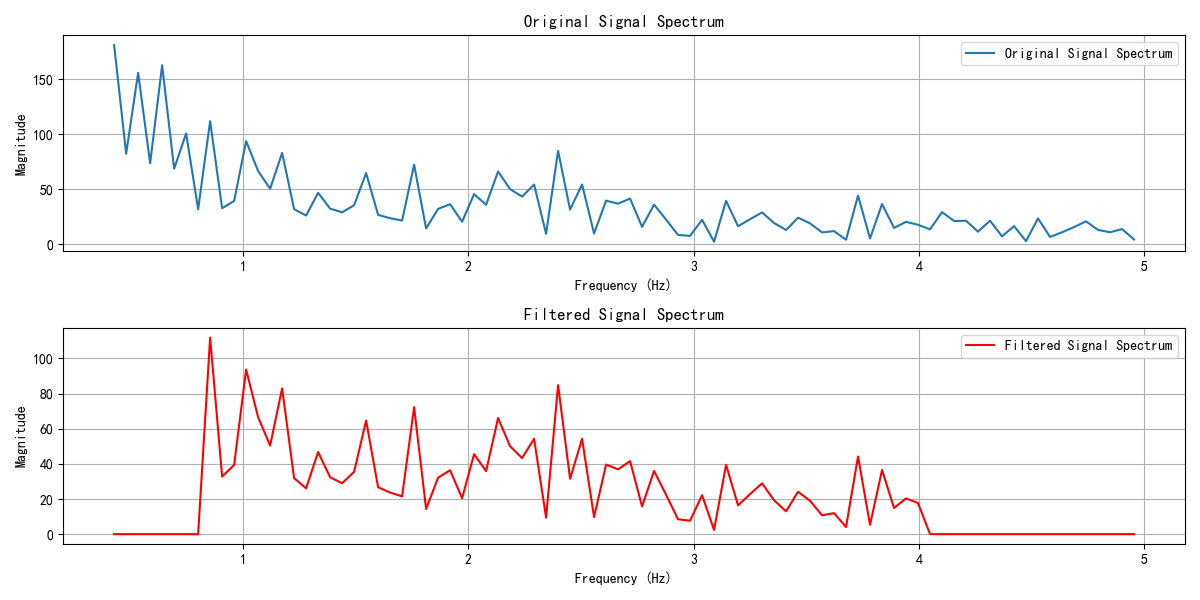 Original Signal Spectrum
Original Signal Spectrum
150
100
50
0
Magnitude
1 2 3 4 5
Frequency (Hz)
Filtered Signal Spectrum
Filtered Signal Spectrum
100
80
60
40
20
0
Magnitude
1 2 3 4 5
Frequency (Hz)